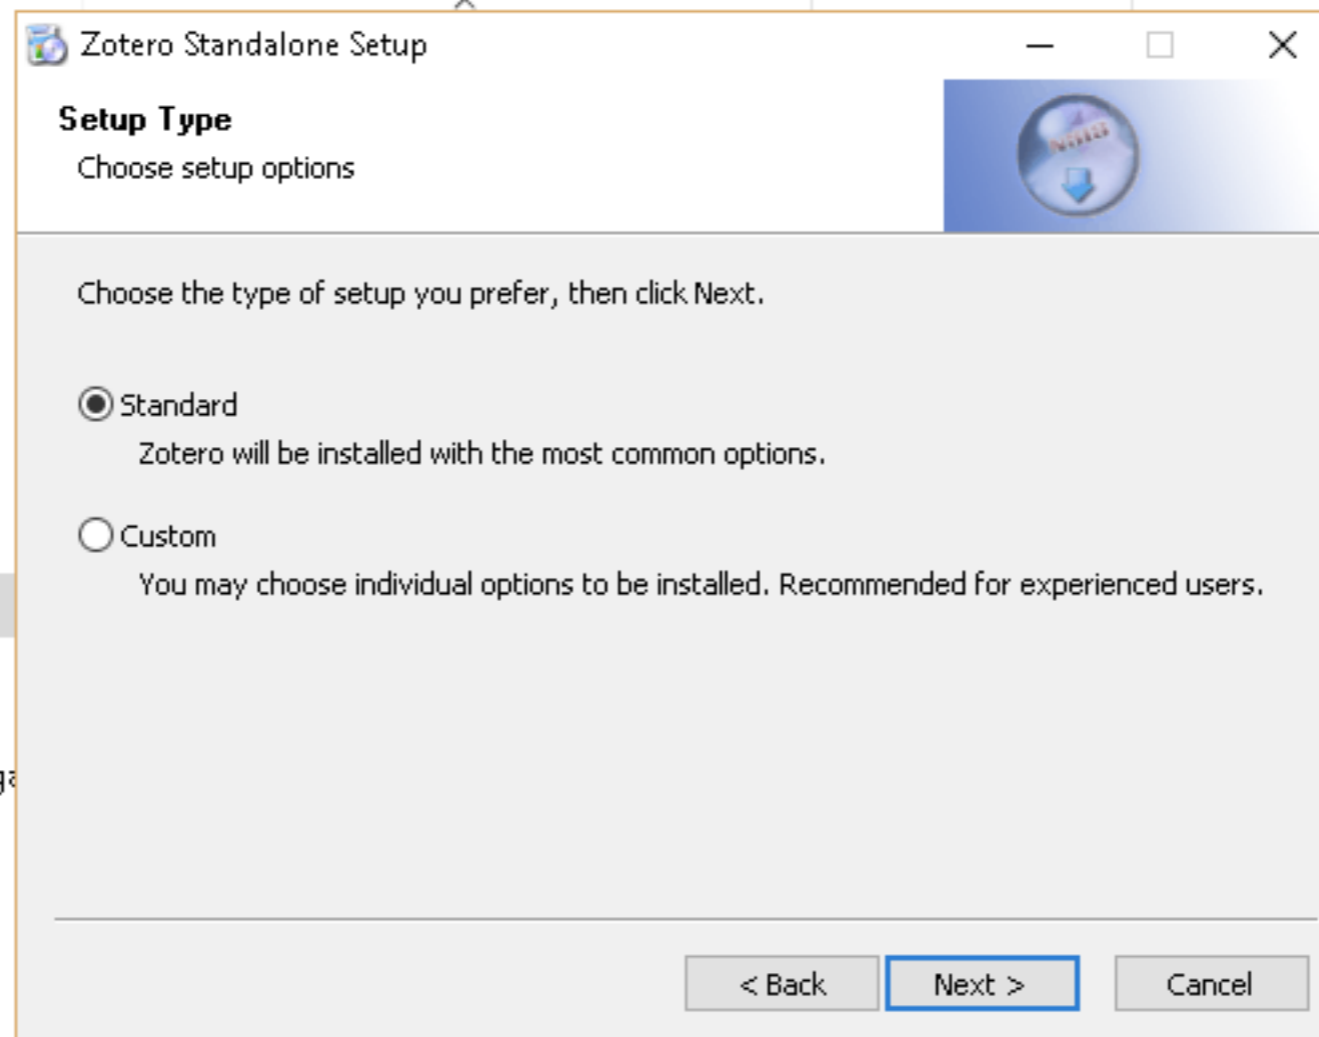 Zotero Standalone Setup
Setup Type
Choose setup options
Choose the type of setup you prefer, then click Next.
Standard
Zotero will be installed with the most common options.
Custom
You may choose individual options to be installed. Recommended for experienced users.
< Back
Next >
Cancel